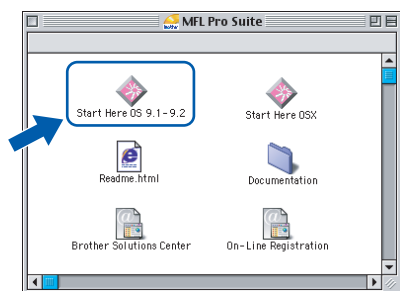 MFL Pro Suite
Start Here OS 9.1-9.2
Start Here OSX
Readme.html
Documentation
Brother Solutions Center
On-Line Registration